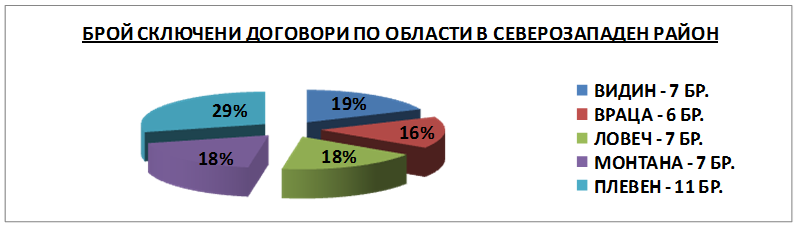 БРОЙ СКЛЮЧЕНИ ДОГОВОРИ ПО ОБЛАСТИ В СЕВЕРОЗАПАДЕН РАЙОН
19%
16%
18%
18%
29%
ВИДИН - 7 БР.
ВРАЦА - 6 БР.
ЛОВЕЧ - 7 БР.
МОНТАНА - 7 БР.
ПЛЕВЕН - 11 БР.